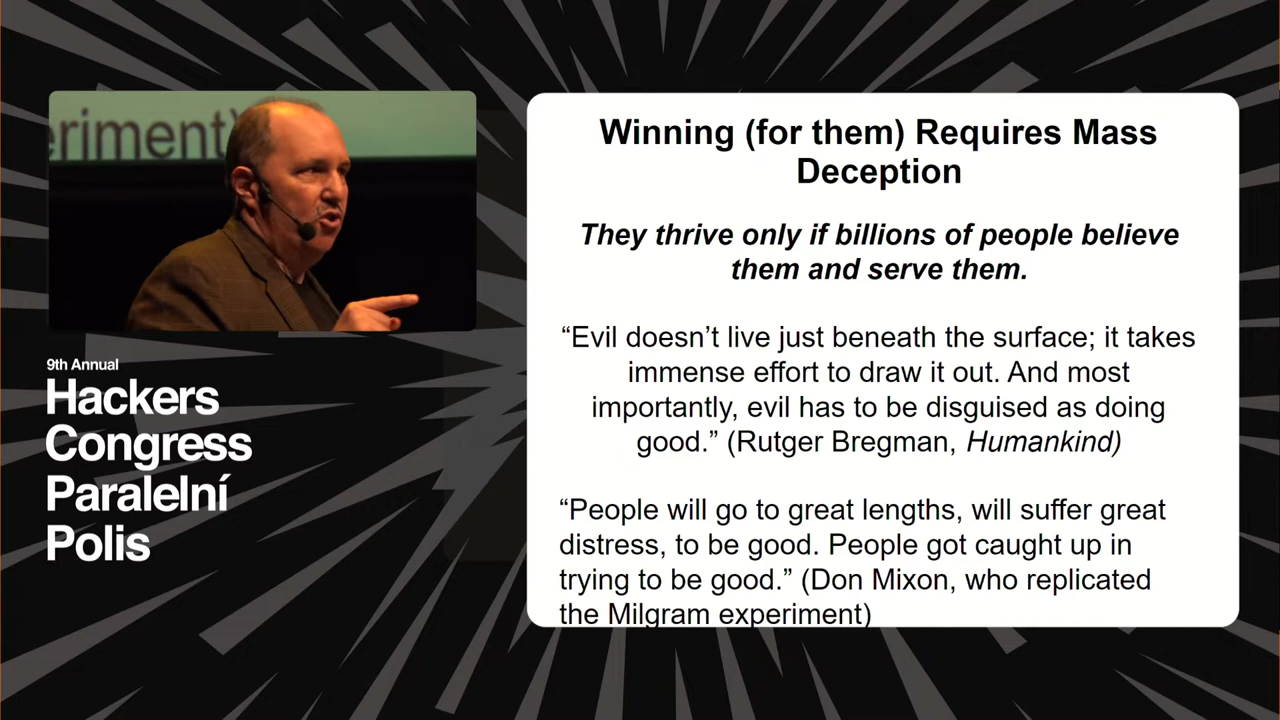 eriment)
9th Annual
Hackers
Congress
Paralelní
Polis
Winning (for them) Requires Mass
Deception
They thrive only if billions of people believe
them and serve them.
“Evil doesn’t live just beneath the surface; it takes
immense effort to draw it out. And most
importantly, evil has to be disguised as doing
good.” (Rutger Bregman, Humankind)
“People will go to great lengths, will suffer great
distress, to be good. People got caught up in
trying to be good.” (Don Mixon, who replicated
the Milgram experiment)